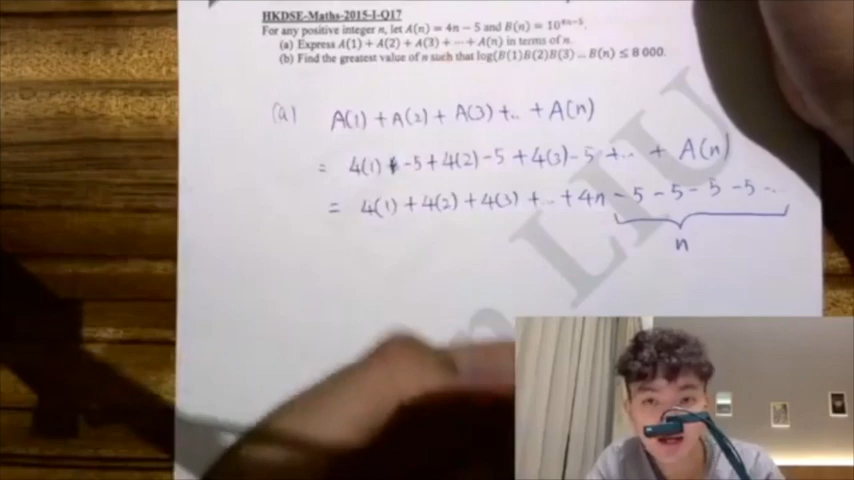 HKDSE-Maths-2015-I-Q17
For any positive integer n, let A(n) = 4n − 5 and B(n) = 10^{4n−5}.
(a) Express A(1) + A(2) + A(3) + ⋯ + A(n) in terms of n.
(b) Find the greatest value of n such that log(B(1)B(2)B(3) … B(n)) ≤ 8 000.
(a) A(1) + A(2) + A(3) + .. + A(n)
= 4(1) -5 + 4(2) - 5 + 4(3) - 5 + .. + A(n)
= 4(1) + 4(2) + 4(3) + .. + 4n - 5 - 5 - 5 - 5 - ..
n
n LIU